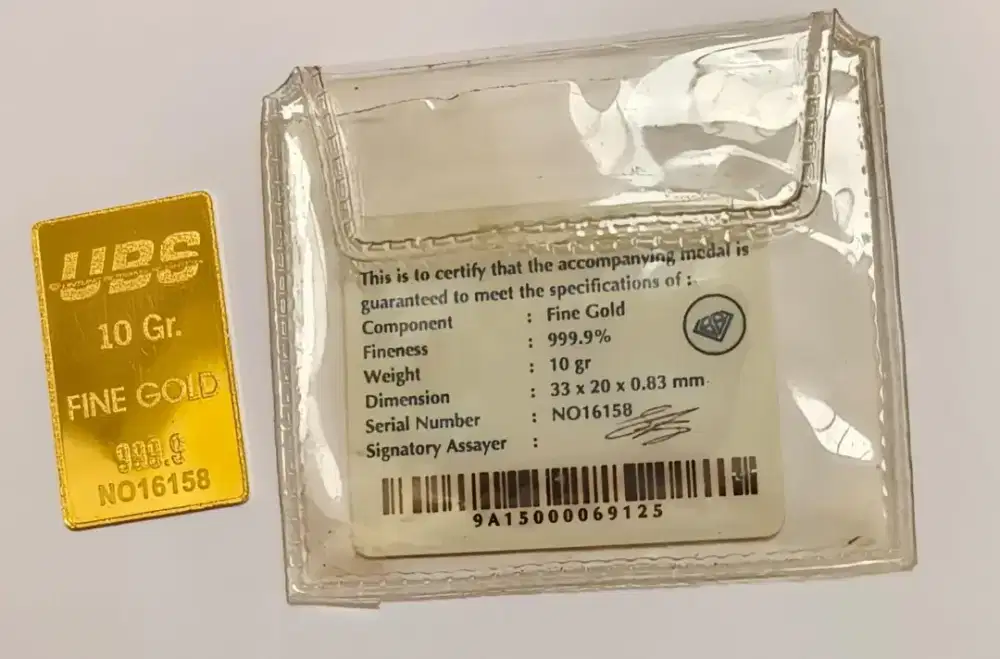 UBS
10 Gr.
FINE GOLD
999.9
NO16158
This is to certify that the accompanying medal is
guaranteed to meet the specifications of :
Component : Fine Gold
Fineness : 999.9%
Weight : 10 gr
Dimension : 33 x 20 x 0.83 mm
Serial Number : NO16158
Signatory Assayer :
9A15000069125